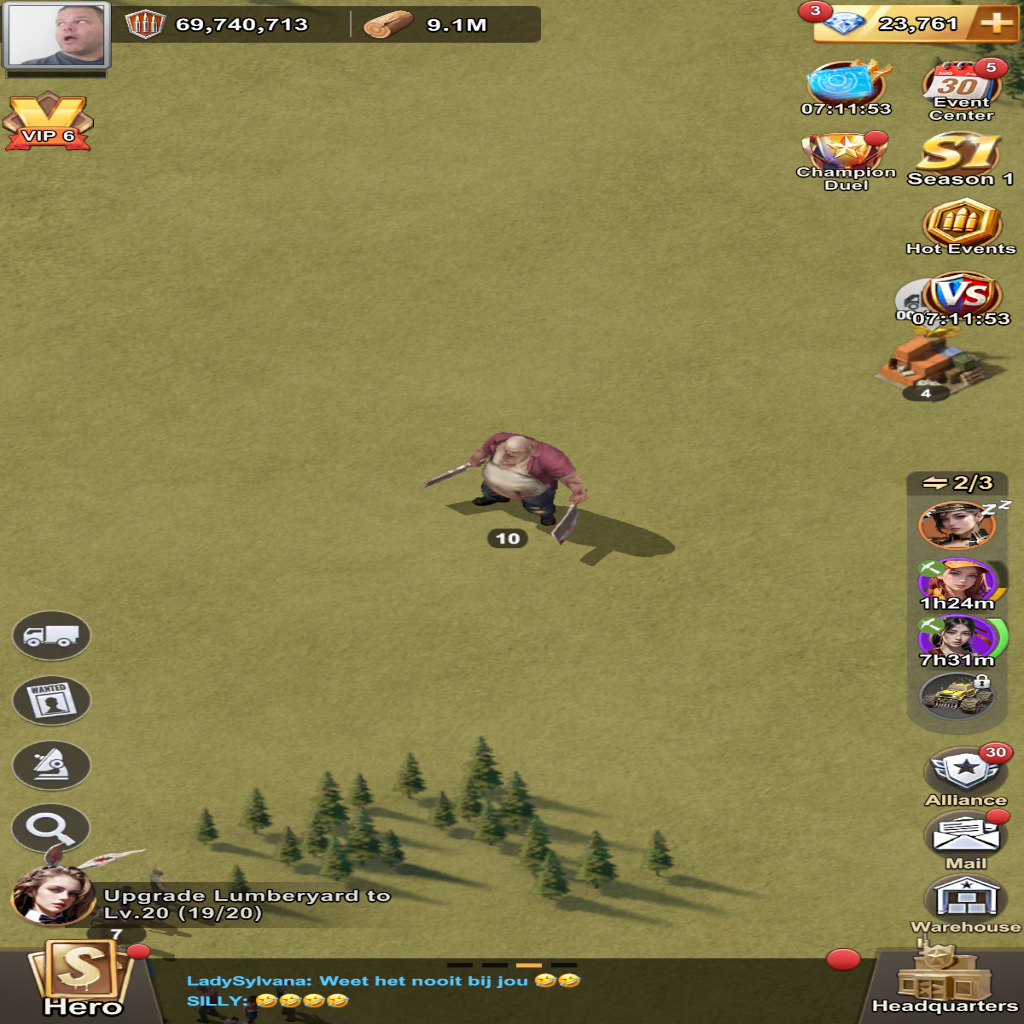 69,740,713
9.1M
3
23,761
VIP 6
07:11:53
AUG
30
5
Event
Center
Champion
Duel
S1
Season 1
Hot Events
VS
07:11:53
4
2/3
z z
10
1h24m
7h31m
WANTED
30
Alliance
Mail
Upgrade Lumberyard to
Lv.20 (19/20)
Warehouse
7
S
Hero
LadySylvana: Weet het nooit bij jou 🤣🤣
SILLY: 🤣🤣🤣🤣
Headquarters